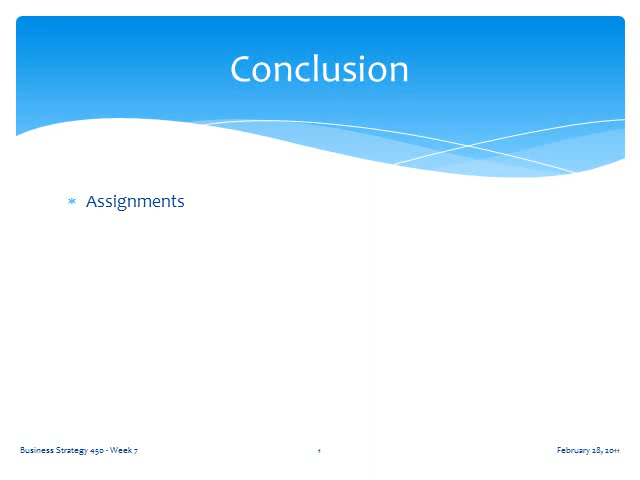 Conclusion
* Assignments
Business Strategy 450 - Week 7
1
February 28, 2011